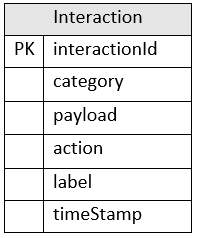 Interaction
PK interactionId
category
payload
action
label
timeStamp